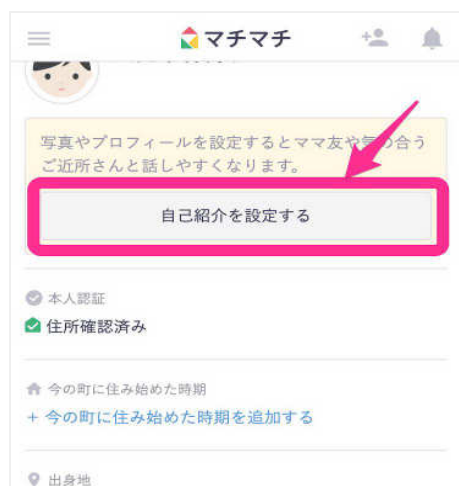 マチマチ
写真やプロフィールを設定するとママ友や気の合う
ご近所さんと話しやすくなります。
自己紹介を設定する
本人認証
住所確認済み
今の町に住み始めた時期
+ 今の町に住み始めた時期を追加する
出身地